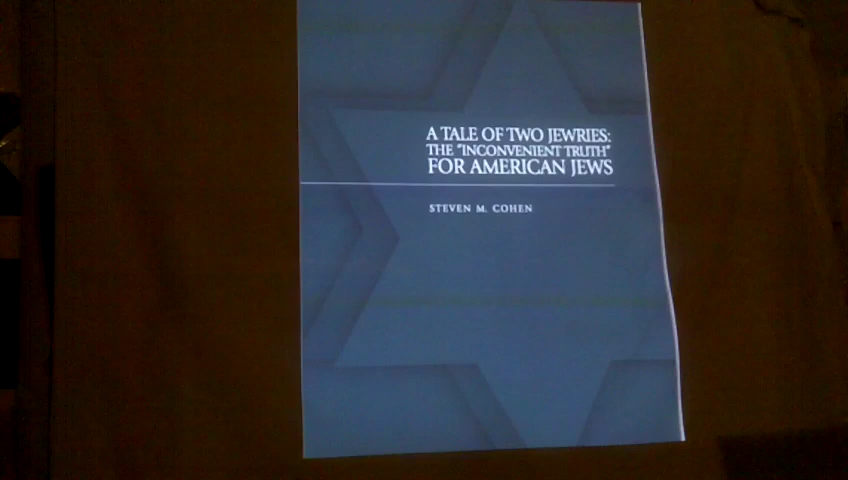 A TALE OF TWO JEWRIES:
THE "INCONVENIENT TRUTH"
FOR AMERICAN JEWS
STEVEN M. COHEN